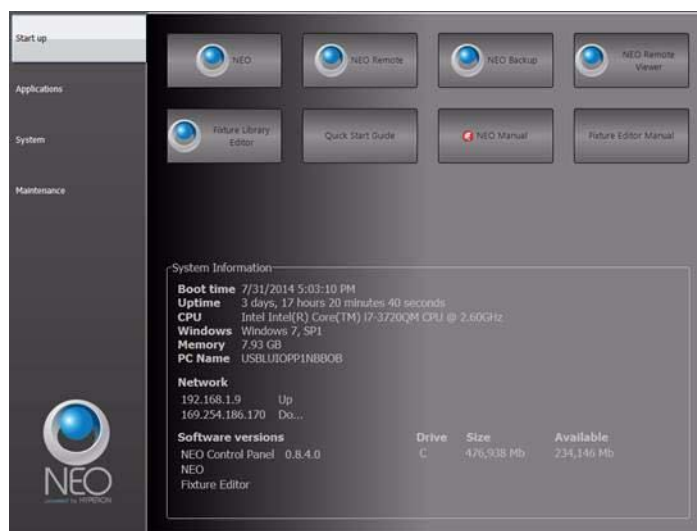 Start up
Applications
System
Maintenance
NEO
NEO Remote
NEO Backup
NEO Remote
Viewer
Fixture Library
Editor
Quick Start Guide
NEO Manual
Fixture Editor Manual
System Information
Boot time 7/31/2014 5:03:10 PM
Uptime 3 days, 17 hours 20 minutes 40 seconds
CPU Intel Intel(R) Core(TM) i7-3720QM CPU @ 2.60GHz
Windows Windows 7, SP1
Memory 7.93 GB
PC Name USBLUIOPP1NBBOB
Network
192.168.1.9 Up
169.254.186.170 Do...
Software versions Drive Size Available
NEO Control Panel 0.8.4.0 C 476,938 Mb 234,146 Mb
NEO
Fixture Editor
NEO
powered by HYPERION